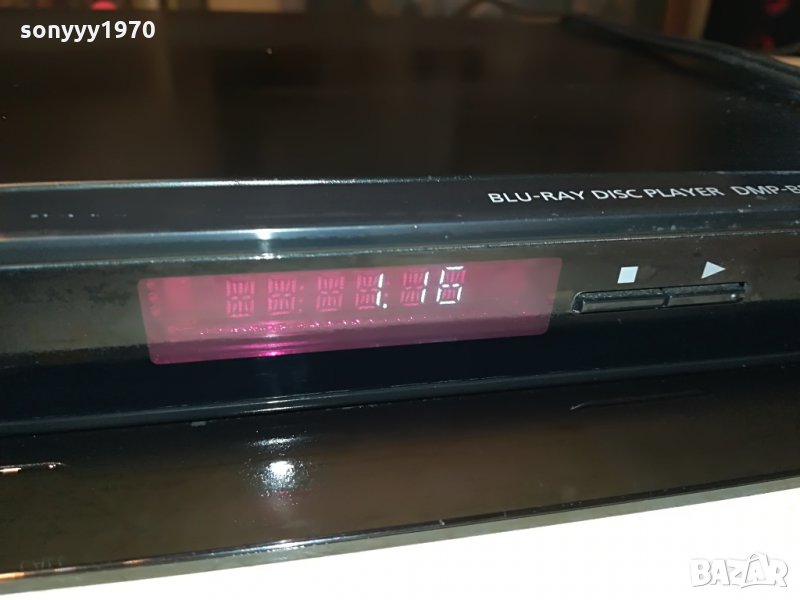 sonyyy1970
BLU-RAY DISC PLAYER DMP-B
1.16
BAZAR